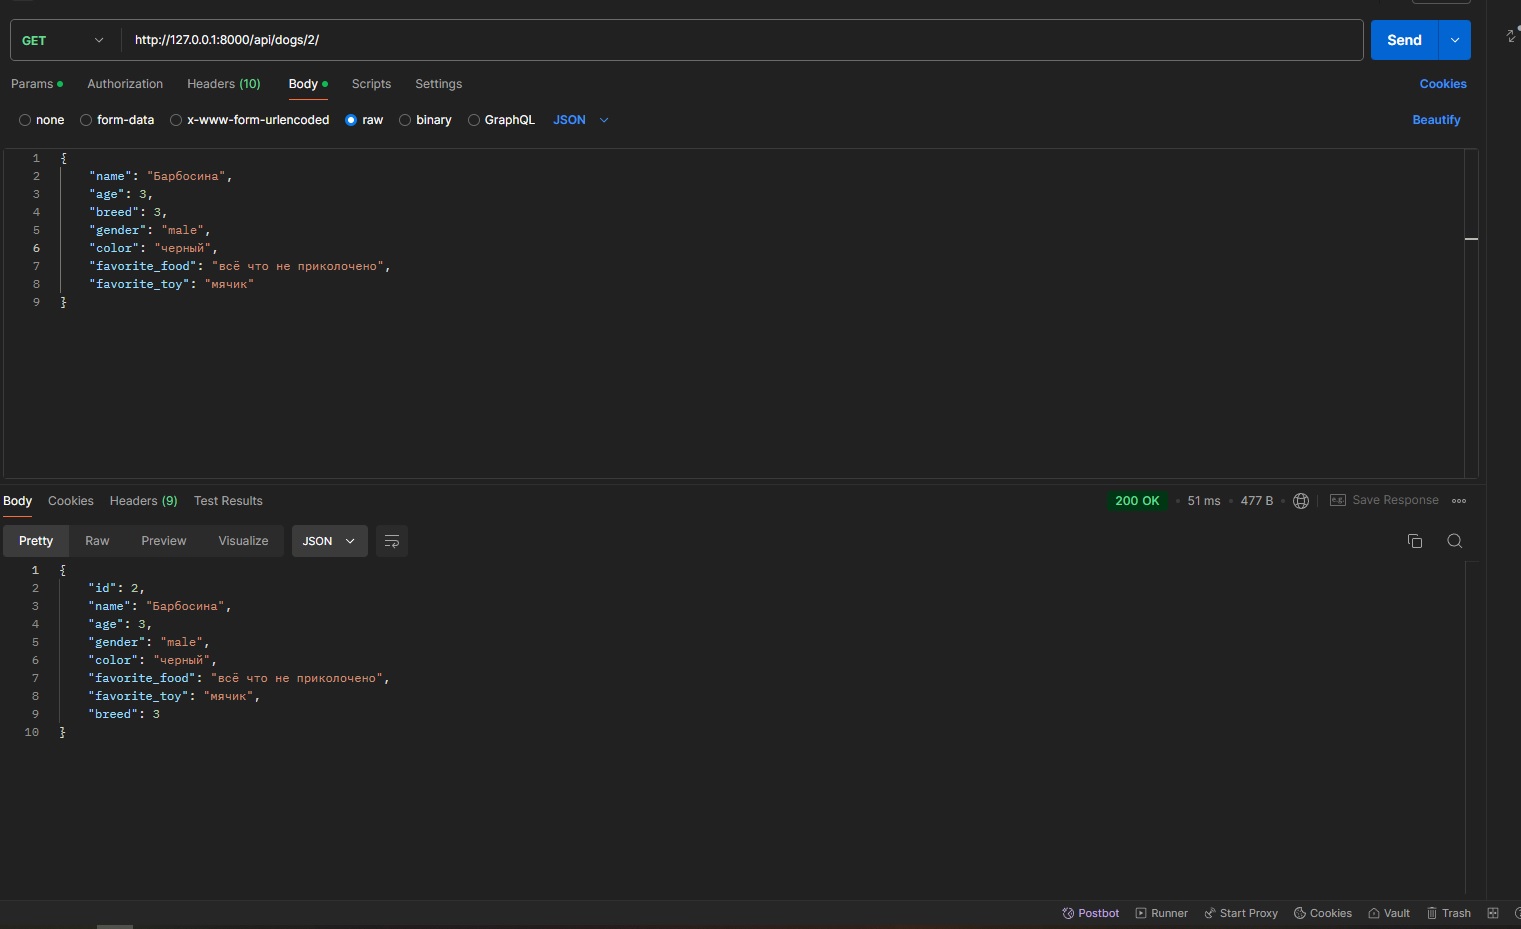 GET http://127.0.0.1:8000/api/dogs/2/ Send
Params Authorization Headers (10) Body Scripts Settings Cookies
none form-data x-www-form-urlencoded raw binary GraphQL JSON Beautify
1 {
2 "name": "Барбосина",
3 "age": 3,
4 "breed": 3,
5 "gender": "male",
6 "color": "черный",
7 "favorite_food": "всё что не приколочено",
8 "favorite_toy": "мячик"
9 }
Body Cookies Headers (9) Test Results 200 OK 51 ms 477 B e.g. Save Response
Pretty Raw Preview Visualize JSON
1 {
2 "id": 2,
3 "name": "Барбосина",
4 "age": 3,
5 "gender": "male",
6 "color": "черный",
7 "favorite_food": "всё что не приколочено",
8 "favorite_toy": "мячик",
9 "breed": 3
10 }
Postbot Runner Start Proxy Cookies Vault Trash